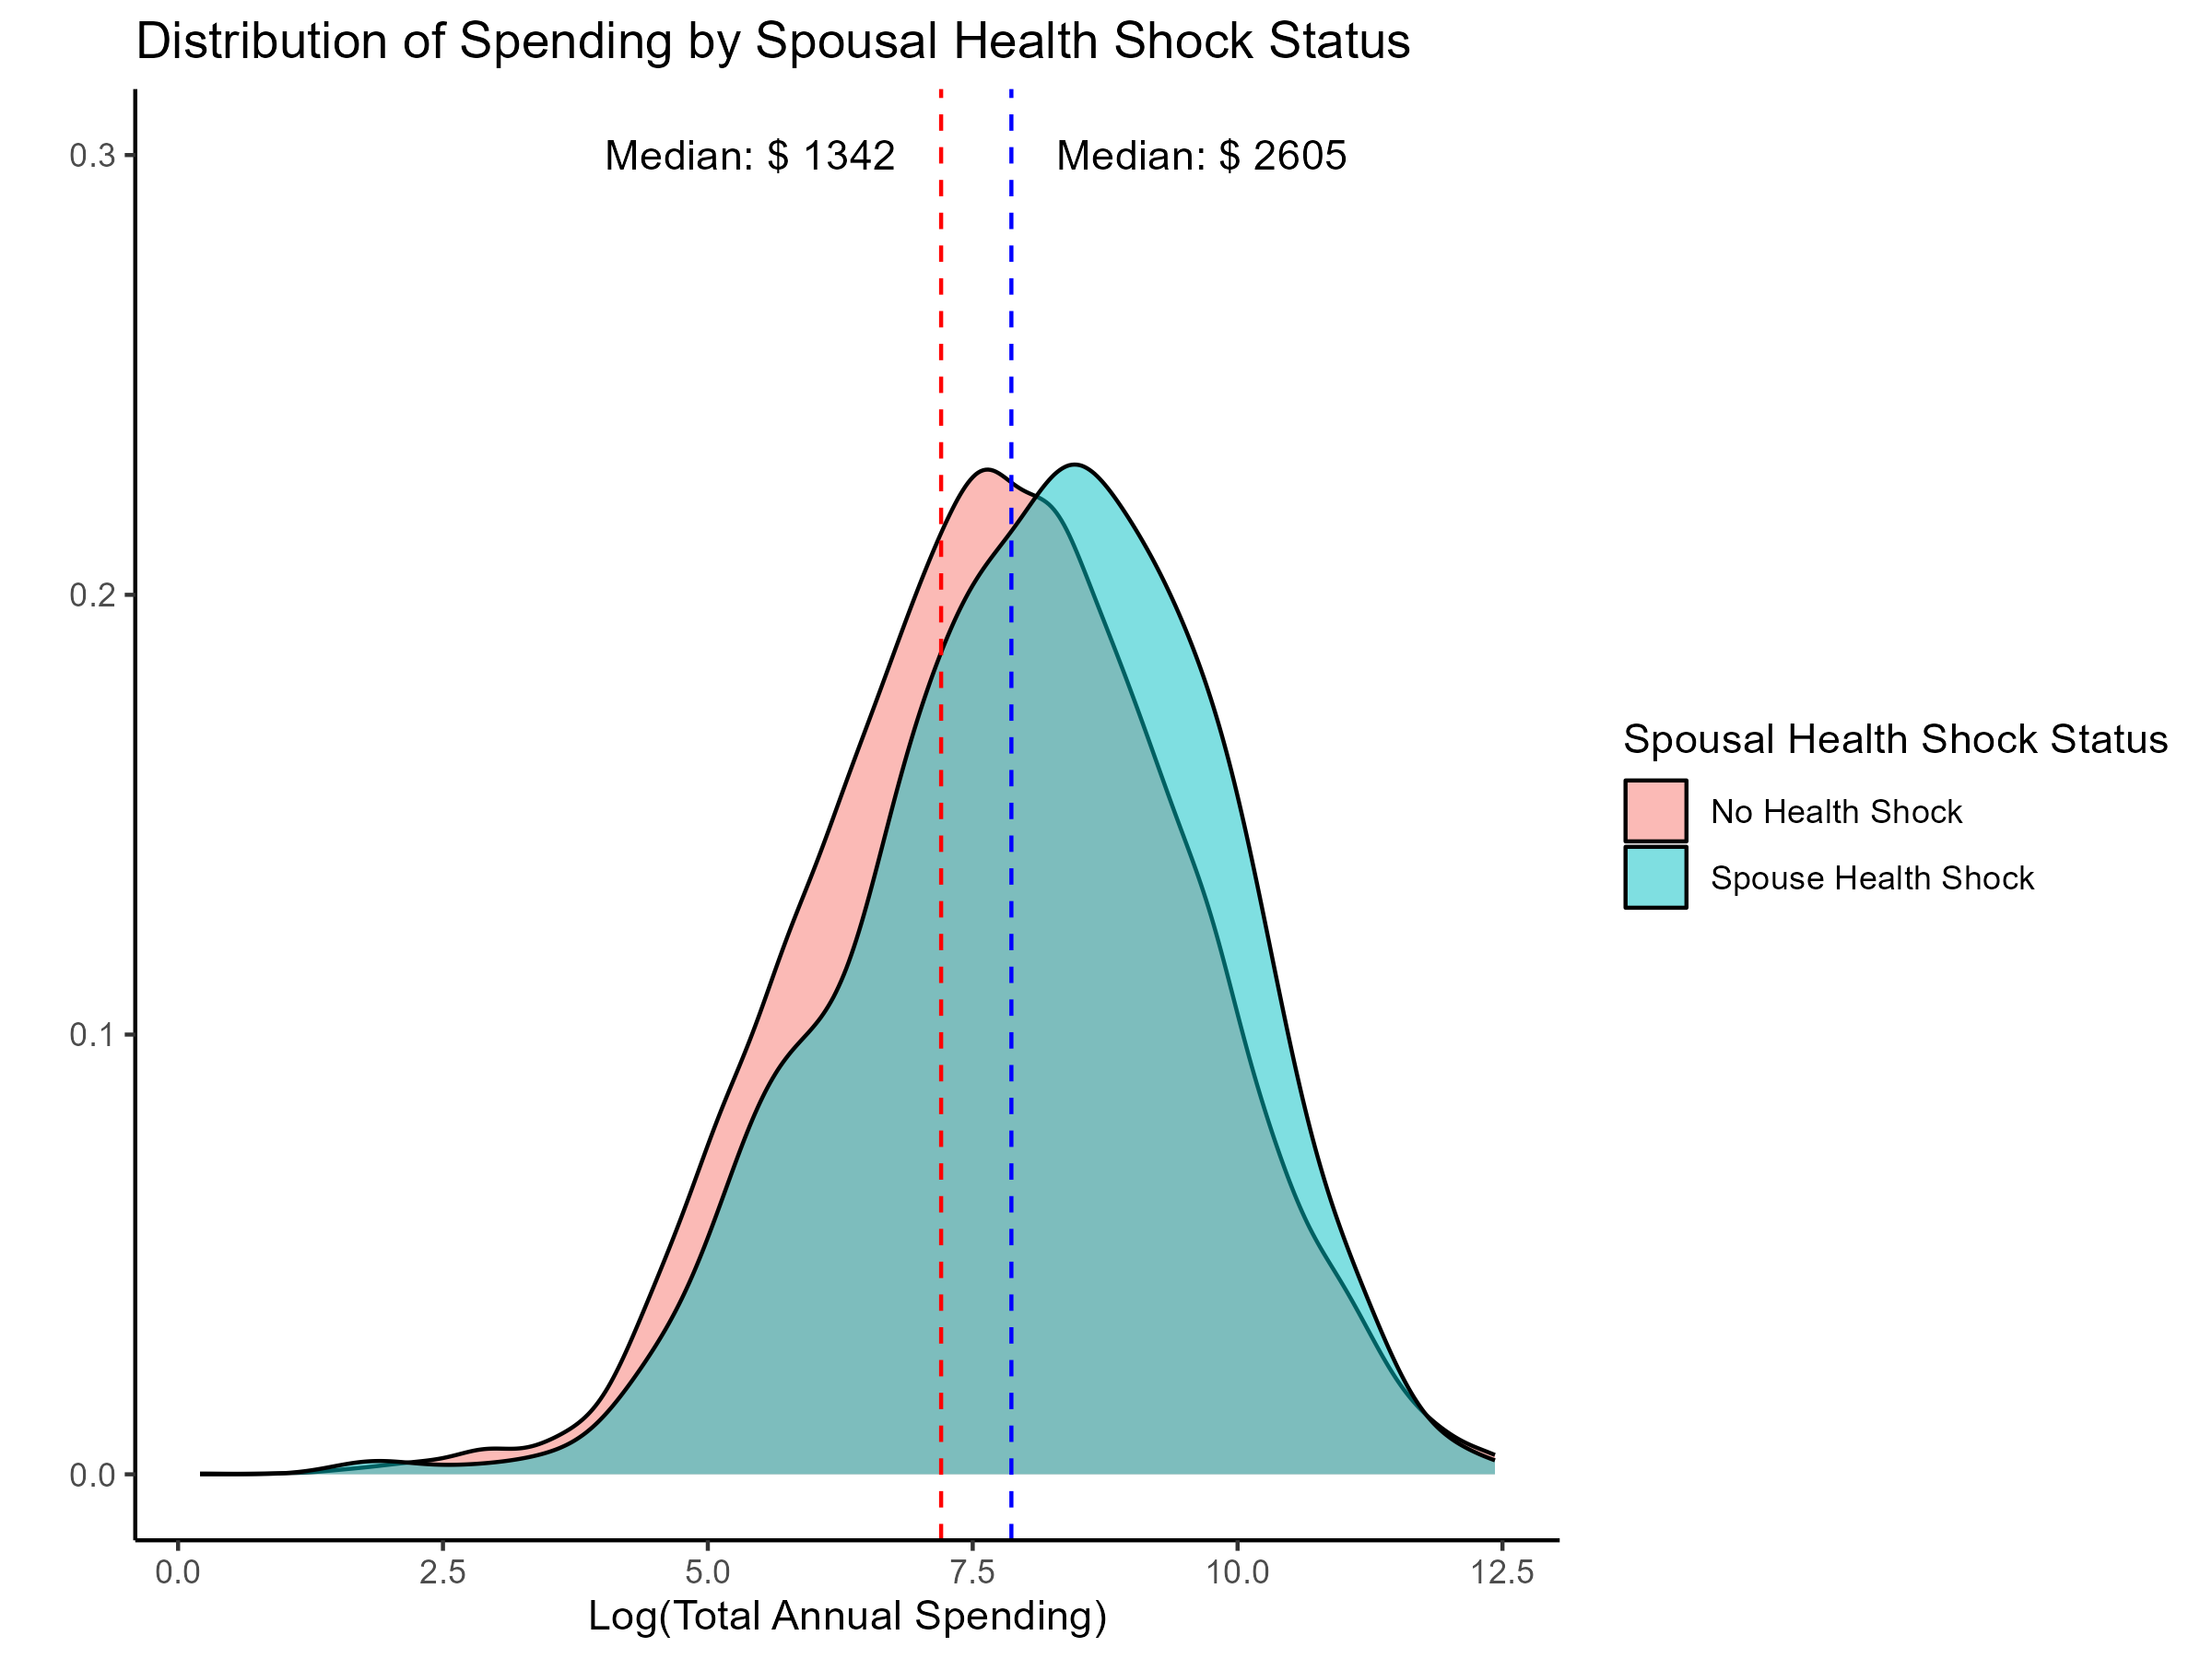 Distribution of Spending by Spousal Health Shock Status
Median: $ 1342
Median: $ 2605
0.3
0.2
0.1
0.0
0.0
2.5
5.0
7.5
10.0
12.5
Log(Total Annual Spending)
Spousal Health Shock Status
No Health Shock
Spouse Health Shock